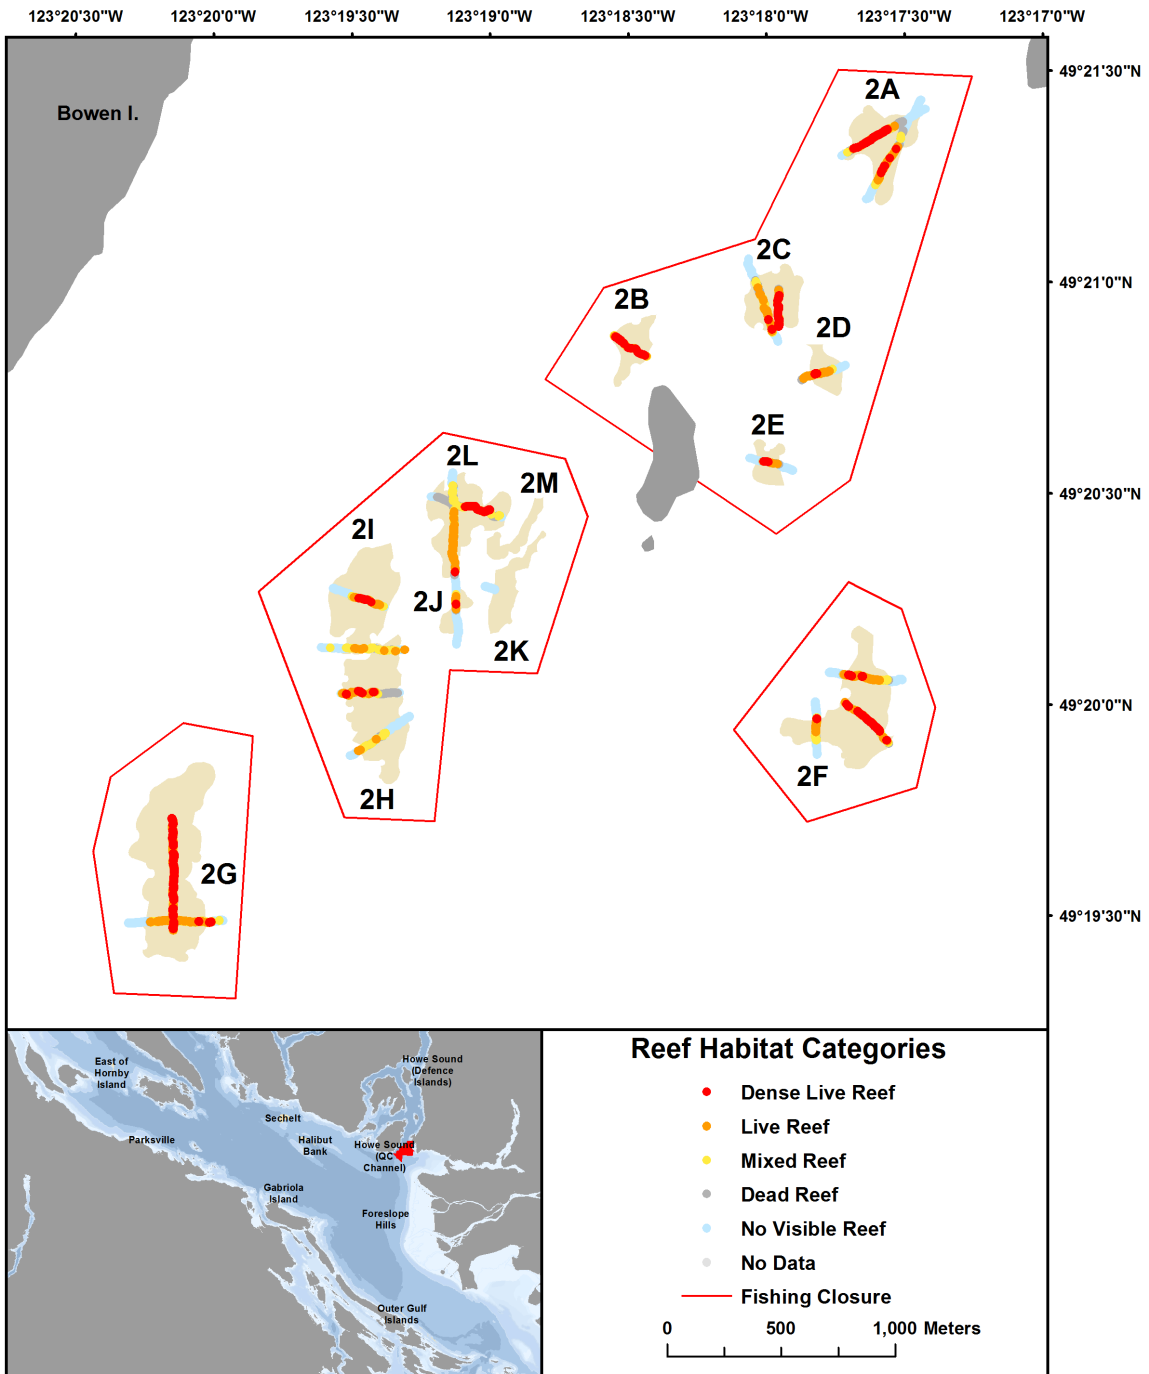 123°20'30"W 123°20'0"W 123°19'30"W 123°19'0"W 123°18'30"W 123°18'0"W 123°17'30"W 123°17'0"W
49°21'30"N
2A
Bowen I.
2C
49°21'0"N
2B
2D
2E
2L
2M
49°20'30"N
2I
2J
2K
49°20'0"N
2F
2H
2G
49°19'30"N
East of
Hornby
Island
Howe Sound
(Defence
Islands)
Sechelt
Parksville
Halibut
Bank
Howe Sound
(QC
Channel)
Gabriola
Island
Foreslope
Hills
Outer Gulf
Islands
Reef Habitat Categories
Dense Live Reef
Live Reef
Mixed Reef
Dead Reef
No Visible Reef
No Data
Fishing Closure
0 500 1,000 Meters